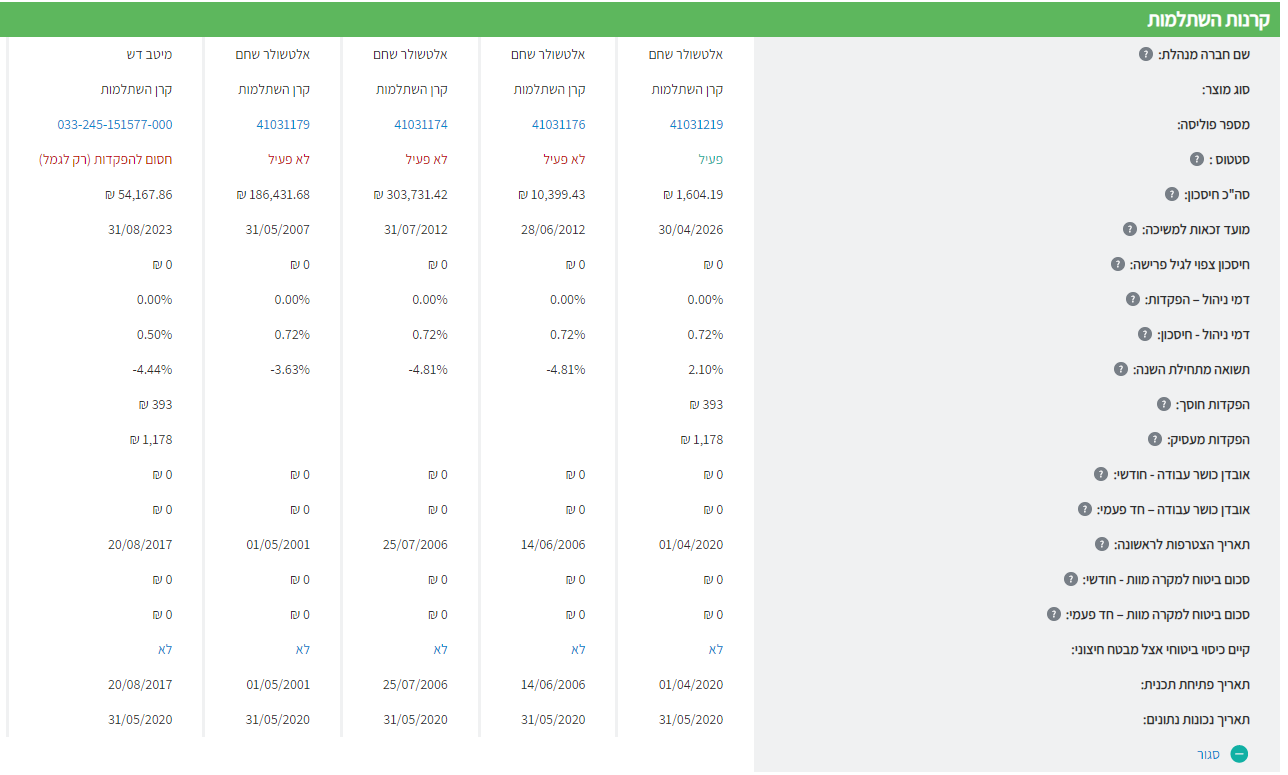 קרנות השתלמות
שם חברה מנהלת: ? אלטשולר שחם אלטשולר שחם אלטשולר שחם אלטשולר שחם מיטב דש
סוג מוצר: קרן השתלמות קרן השתלמות קרן השתלמות קרן השתלמות קרן השתלמות
מספר פוליסה: 41031219 41031176 41031174 41031179 033-245-151577-000
סטטוס : ? פעיל לא פעיל לא פעיל לא פעיל חסום להפקדות (רק לגמל)
סה"כ חיסכון: ? 1,604.19 ₪ 10,399.43 ₪ 303,731.42 ₪ 186,431.68 ₪ 54,167.86 ₪
מועד זכאות למשיכה: ? 30/04/2026 28/06/2012 31/07/2012 31/05/2007 31/08/2023
חיסכון צפוי לגיל פרישה: ? 0 ₪ 0 ₪ 0 ₪ 0 ₪ 0 ₪
דמי ניהול – הפקדות: ? 0.00% 0.00% 0.00% 0.00% 0.00%
דמי ניהול - חיסכון: ? 0.72% 0.72% 0.72% 0.72% 0.50%
תשואה מתחילת השנה: ? 2.10% -4.81% -4.81% -3.63% -4.44%
הפקדות חוסך: ? 393 ₪ 393 ₪
הפקדות מעסיק: ? 1,178 ₪ 1,178 ₪
אובדן כושר עבודה - חודשי: ? 0 ₪ 0 ₪ 0 ₪ 0 ₪ 0 ₪
אובדן כושר עבודה – חד פעמי: ? 0 ₪ 0 ₪ 0 ₪ 0 ₪ 0 ₪
תאריך הצטרפות לראשונה: ? 01/04/2020 14/06/2006 25/07/2006 01/05/2001 20/08/2017
סכום ביטוח למקרה מוות - חודשי: ? 0 ₪ 0 ₪ 0 ₪ 0 ₪ 0 ₪
סכום ביטוח למקרה מוות – חד פעמי: ? 0 ₪ 0 ₪ 0 ₪ 0 ₪ 0 ₪
קיים כיסוי ביטוחי אצל מבטח חיצוני: לא לא לא לא לא
תאריך פתיחת תכנית: 01/04/2020 14/06/2006 25/07/2006 01/05/2001 20/08/2017
תאריך נכונות נתונים: 31/05/2020 31/05/2020 31/05/2020 31/05/2020 31/05/2020
סגור